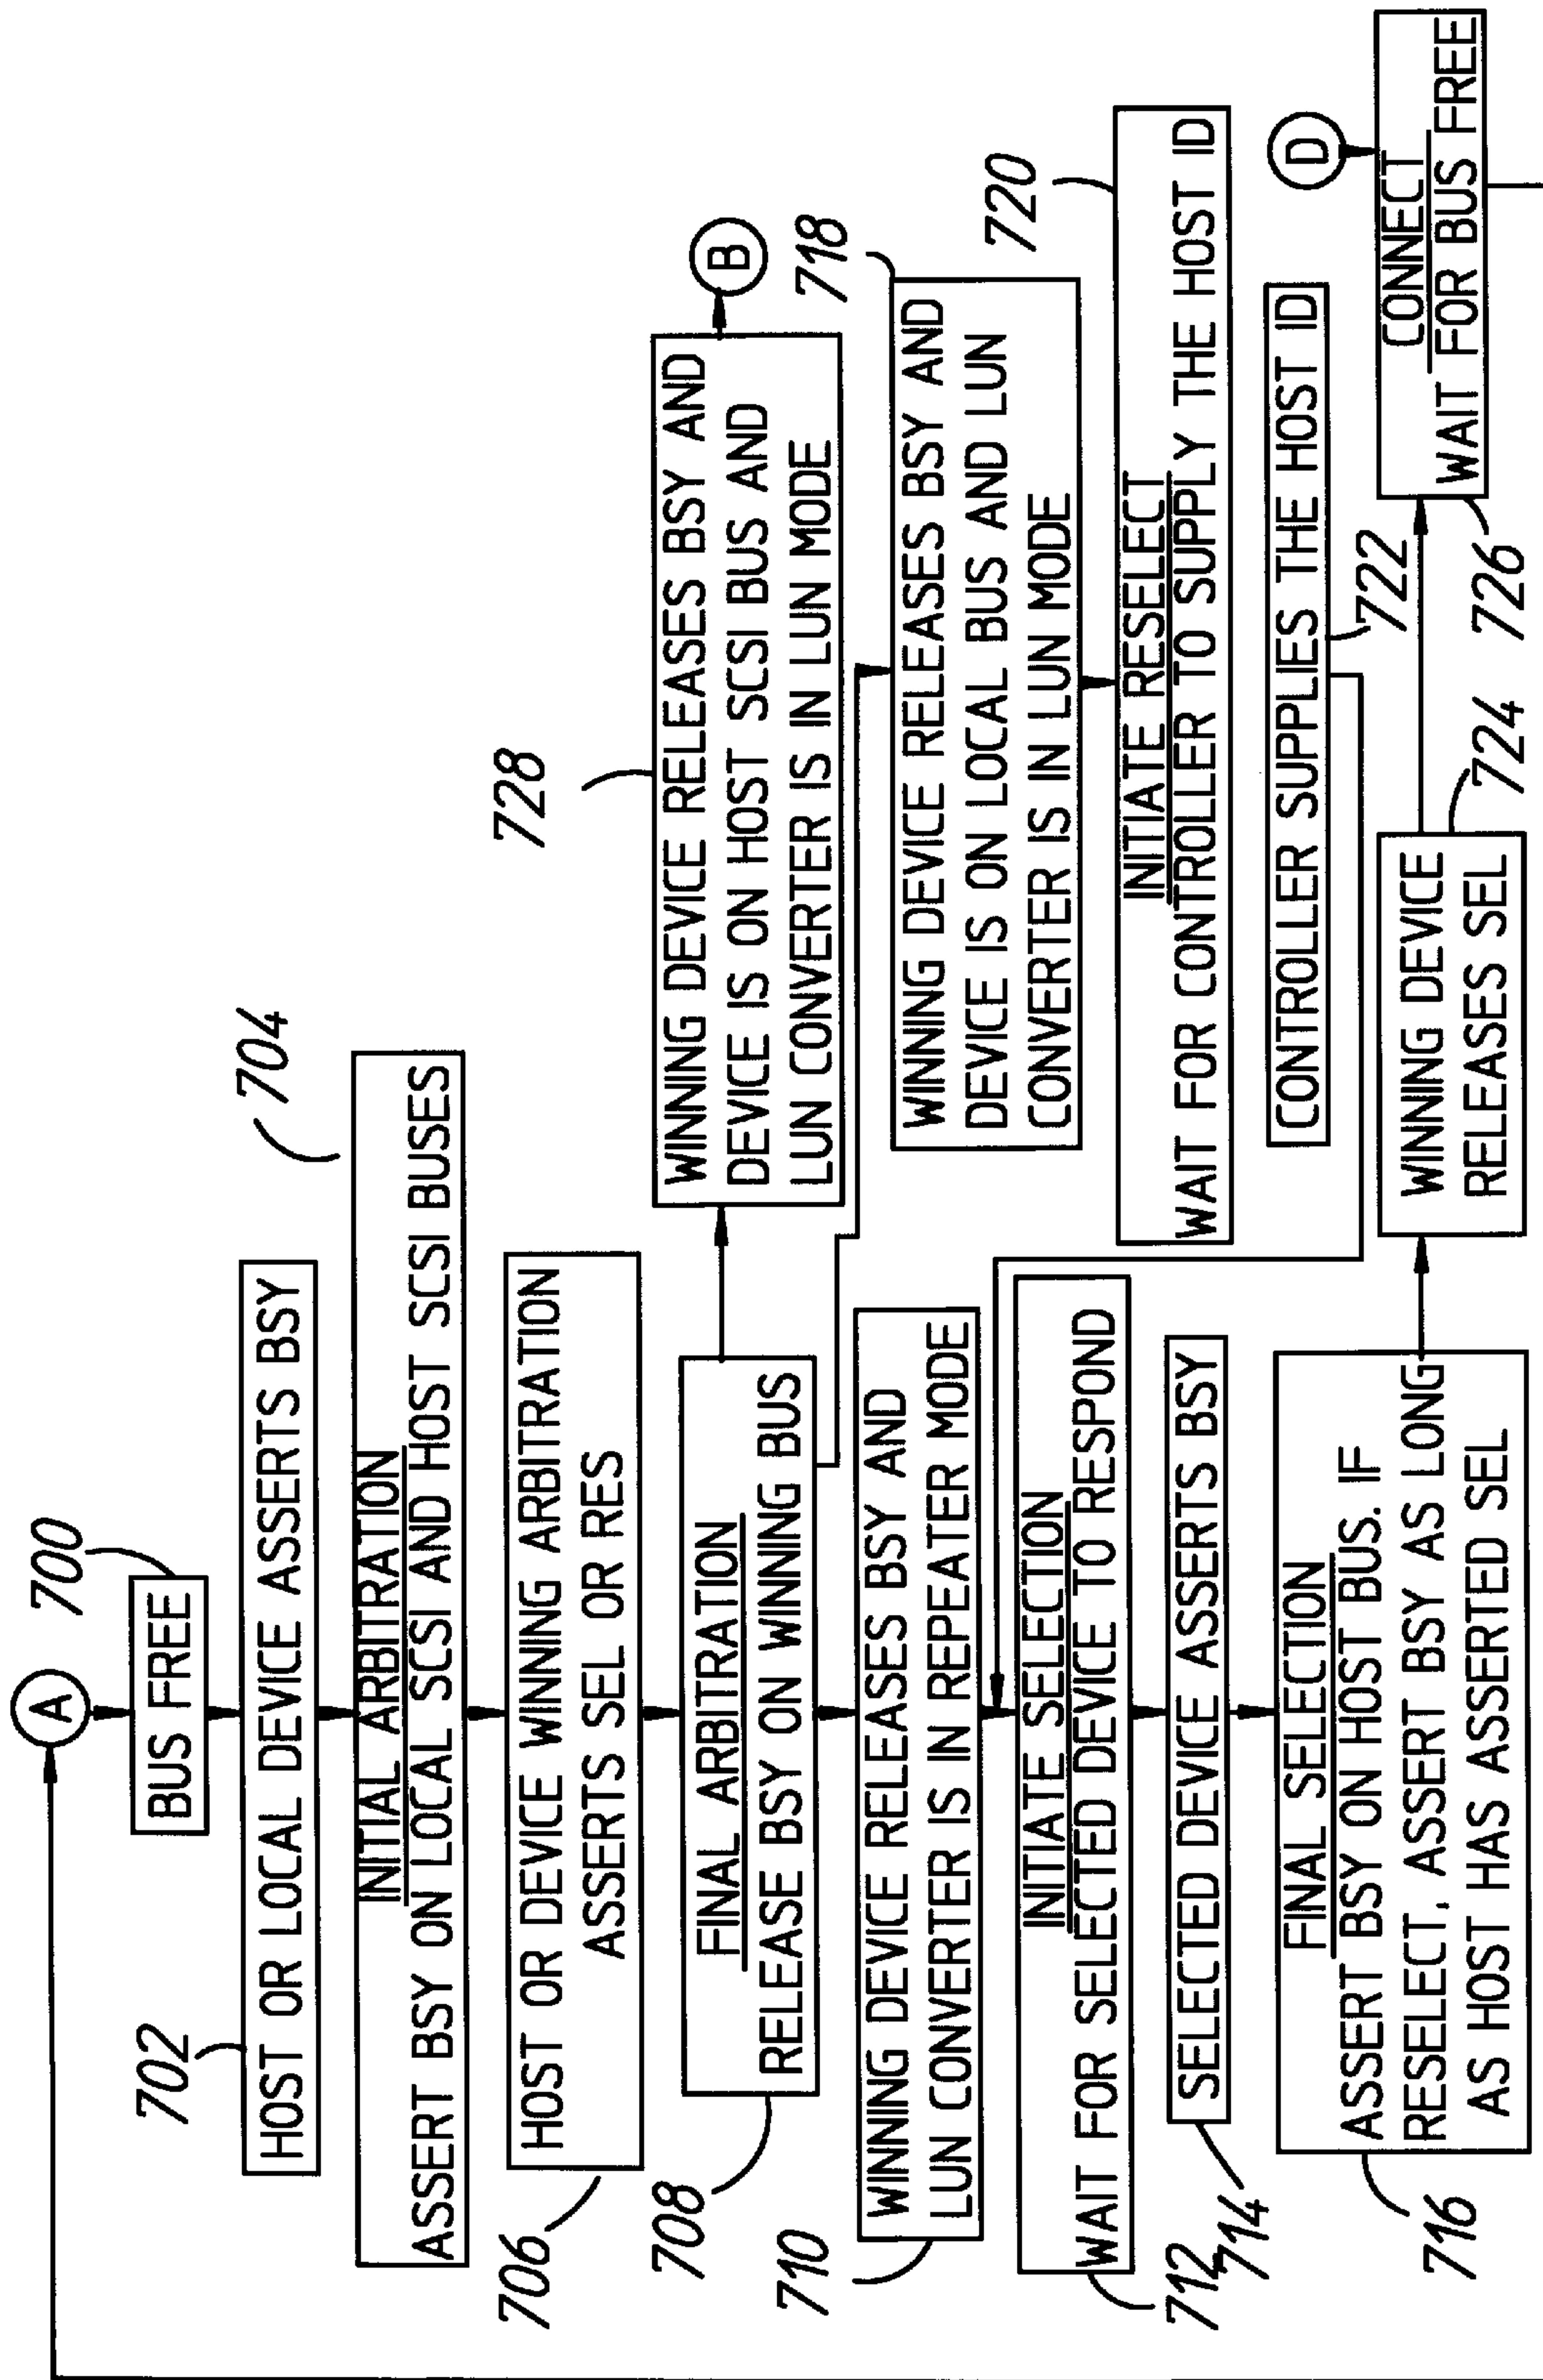 A
700
BUS FREE
702
HOST OR LOCAL DEVICE ASSERTS BSY
704
INITIAL ARBITRATION
ASSERT BSY ON LOCAL SCSI AND HOST SCSI BUSES
706
HOST OR DEVICE WINNING ARBITRATION
ASSERTS SEL OR RES
708
FINAL ARBITRATION
RELEASE BSY ON WINNING BUS
728
WINNING DEVICE RELEASES BSY AND
DEVICE IS ON HOST SCSI BUS AND
LUN CONVERTER IS IN LUN MODE
B
710
WINNING DEVICE RELEASES BSY AND
LUN CONVERTER IS IN REPEATER MODE
718
WINNING DEVICE RELEASES BSY AND
DEVICE IS ON LOCAL BUS AND LUN
CONVERTER IS IN LUN MODE
712
INITIATE SELECTION
WAIT FOR SELECTED DEVICE TO RESPOND
720
INITIATE RESELECT
WAIT FOR CONTROLLER TO SUPPLY THE HOST ID
714
SELECTED DEVICE ASSERTS BSY
CONTROLLER SUPPLIES THE HOST ID
722
716
FINAL SELECTION
ASSERT BSY ON HOST BUS. IF
RESELECT, ASSERT BSY AS LONG
AS HOST HAS ASSERTED SEL
WINNING DEVICE
RELEASES SEL
724
D
CONNECT
WAIT FOR BUS FREE
726